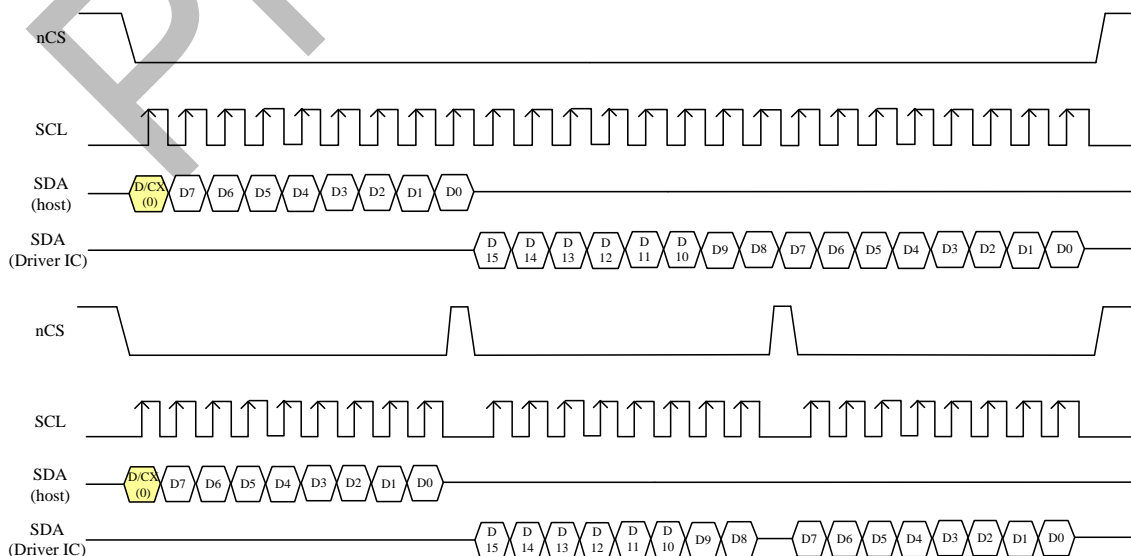 nCS
SCL
SDA
(host)
D/CX
(0)
D7 D6 D5 D4 D3 D2 D1 D0
SDA
(Driver IC)
D
15
D
14
D
13
D
12
D
11
D
10
D9 D8 D7 D6 D5 D4 D3 D2 D1 D0
nCS
SCL
SDA
(host)
D/CX
(0)
D7 D6 D5 D4 D3 D2 D1 D0
SDA
(Driver IC)
D
15
D
14
D
13
D
12
D
11
D
10
D9 D8 D7 D6 D5 D4 D3 D2 D1 D0